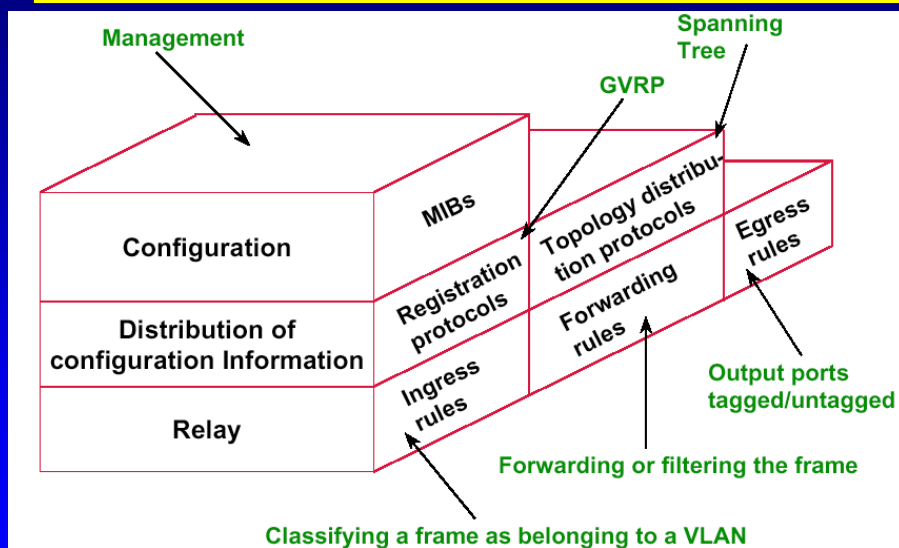 Management
Spanning
Tree
GVRP
MIBs
Configuration
Topology distribu-
tion protocols
Egress
rules
Registration
protocols
Distribution of
configuration Information
Forwarding
rules
Ingress
rules
Relay
Output ports
tagged/untagged
Forwarding or filtering the frame
Classifying a frame as belonging to a VLAN